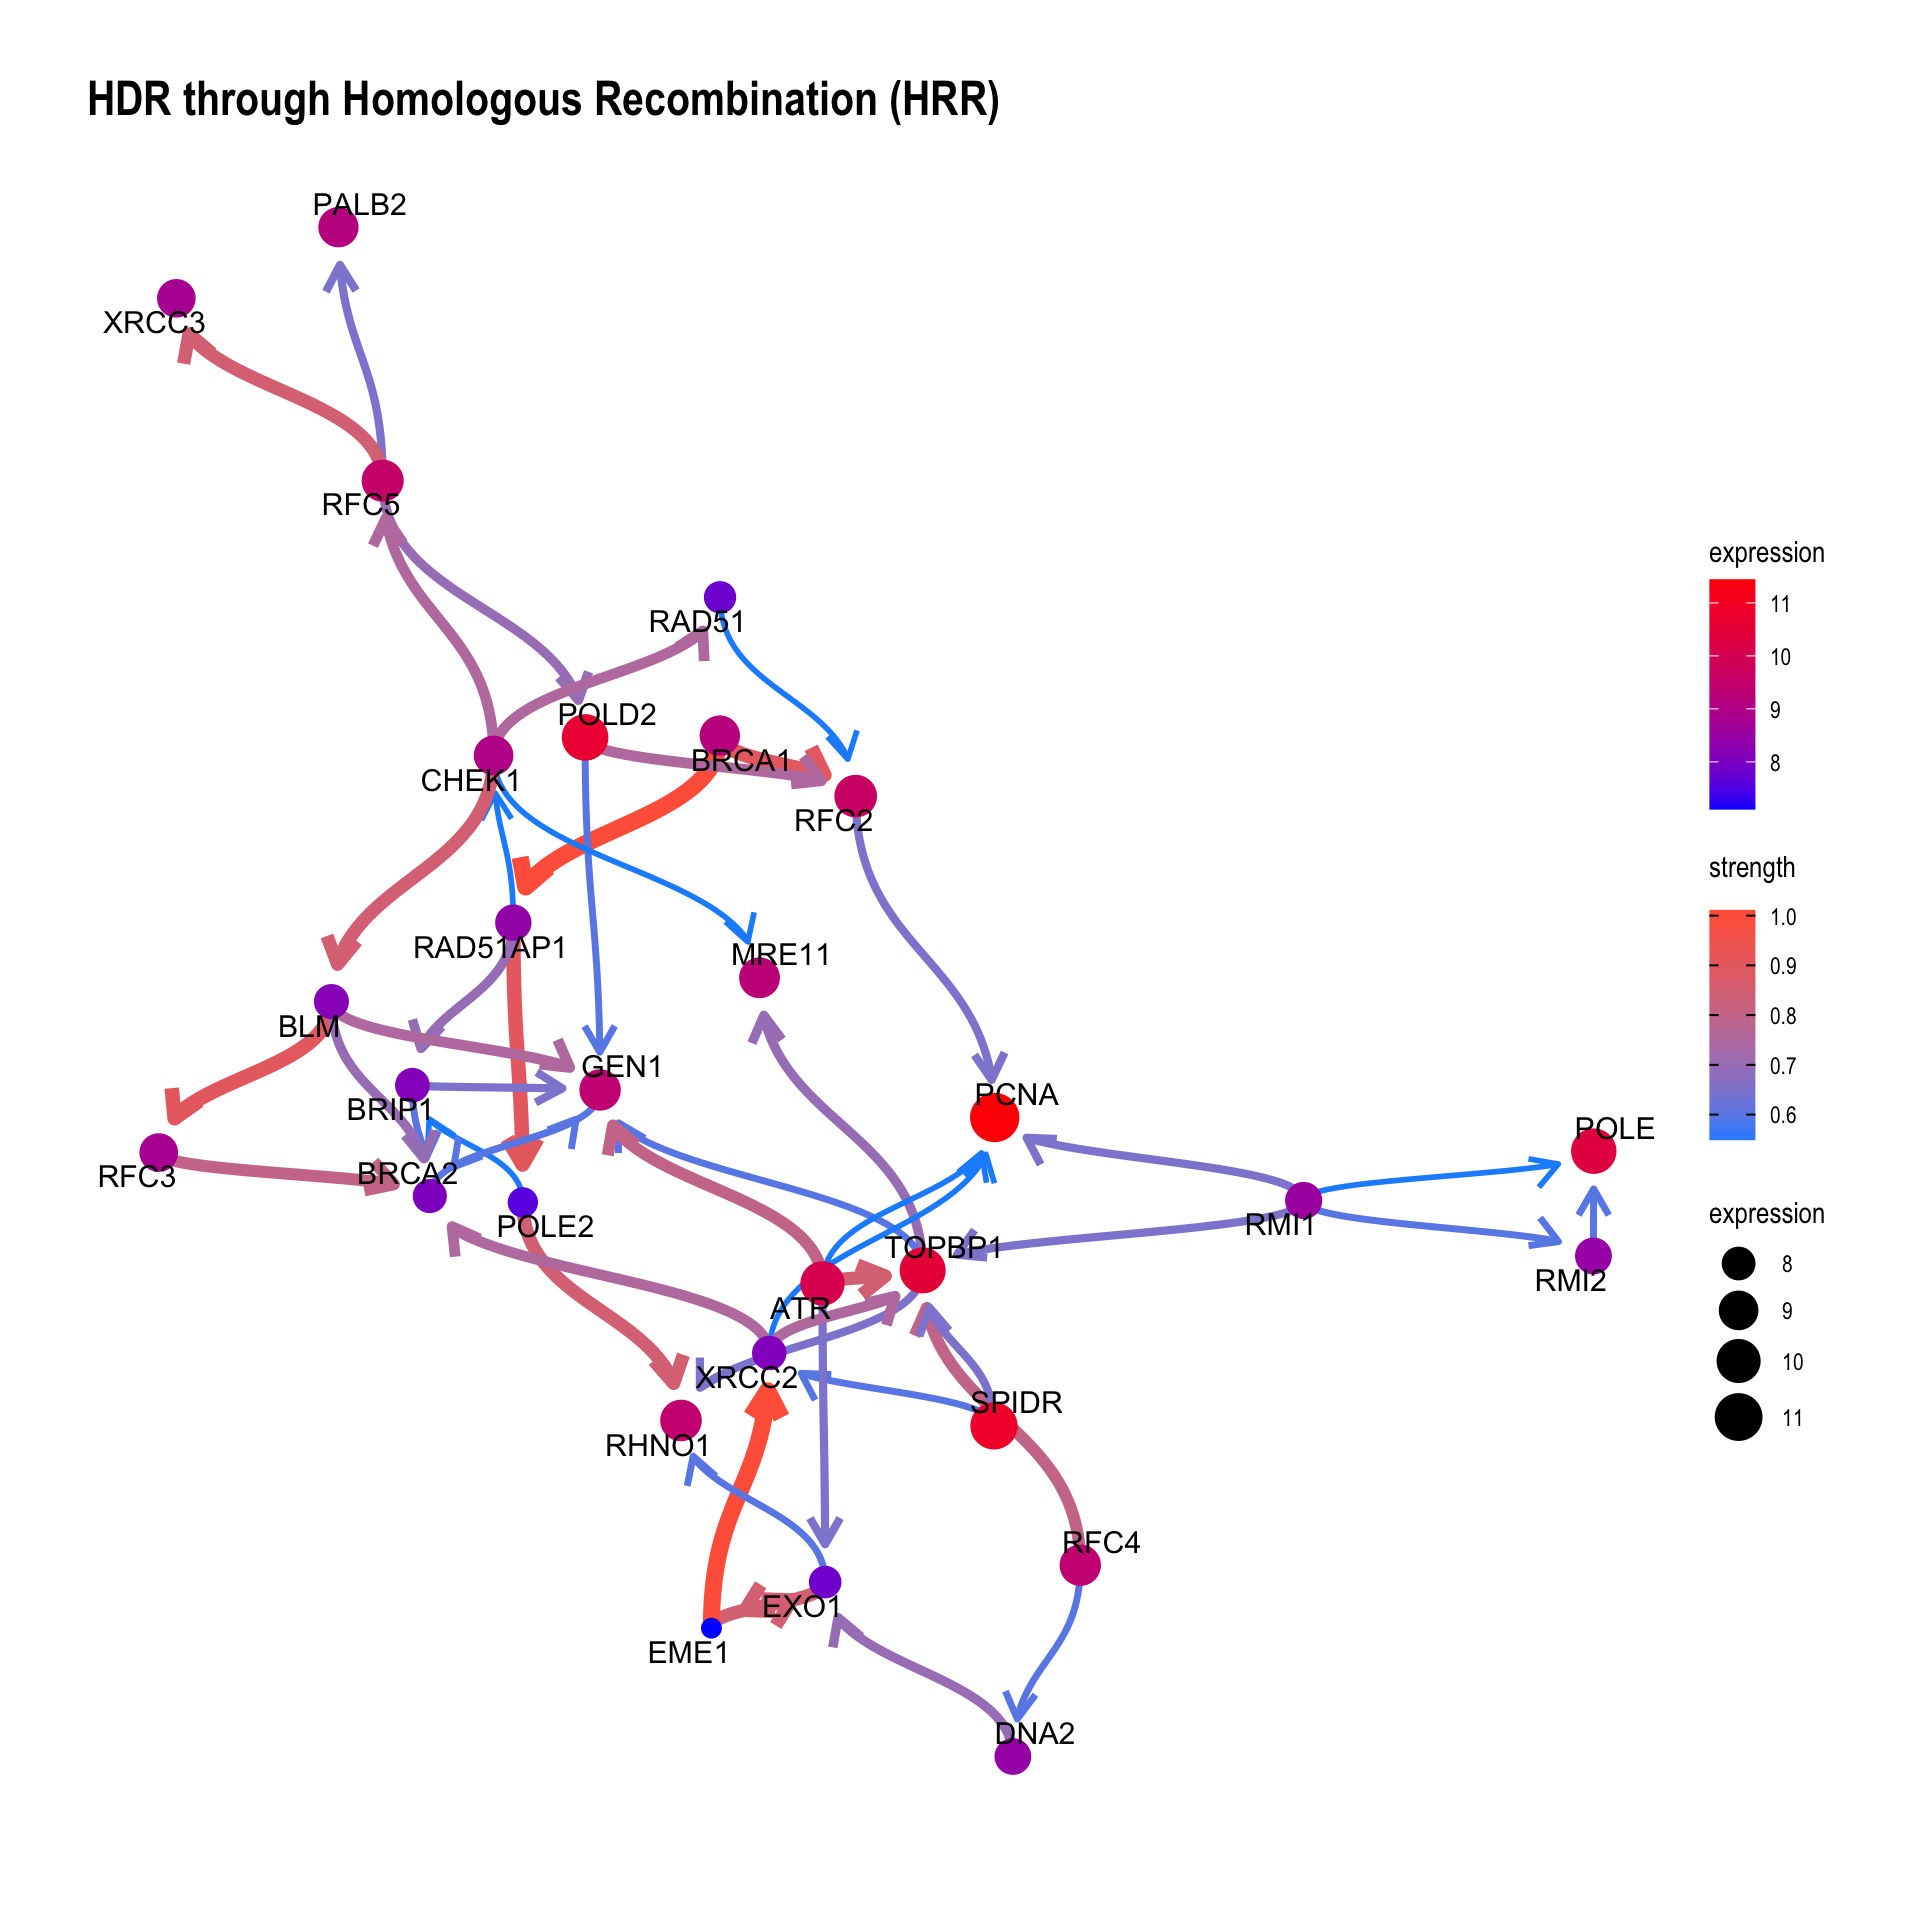 HDR through Homologous Recombination (HRR)
PALB2
XRCC3
RFC5
expression
11
10
9
8
RAD51
POLD2
BRCA1
CHEK1
RFC2
strength
1.0
0.9
0.8
0.7
0.6
RAD51AP1
MRE11
BLM
GEN1
PCNA
BRIP1
POLE
RFC3
BRCA2
POLE2
RMI1
TOPBP1
RMI2
expression
8
9
10
11
ATR
XRCC2
SPIDR
RHNO1
RFC4
EXO1
EME1
DNA2